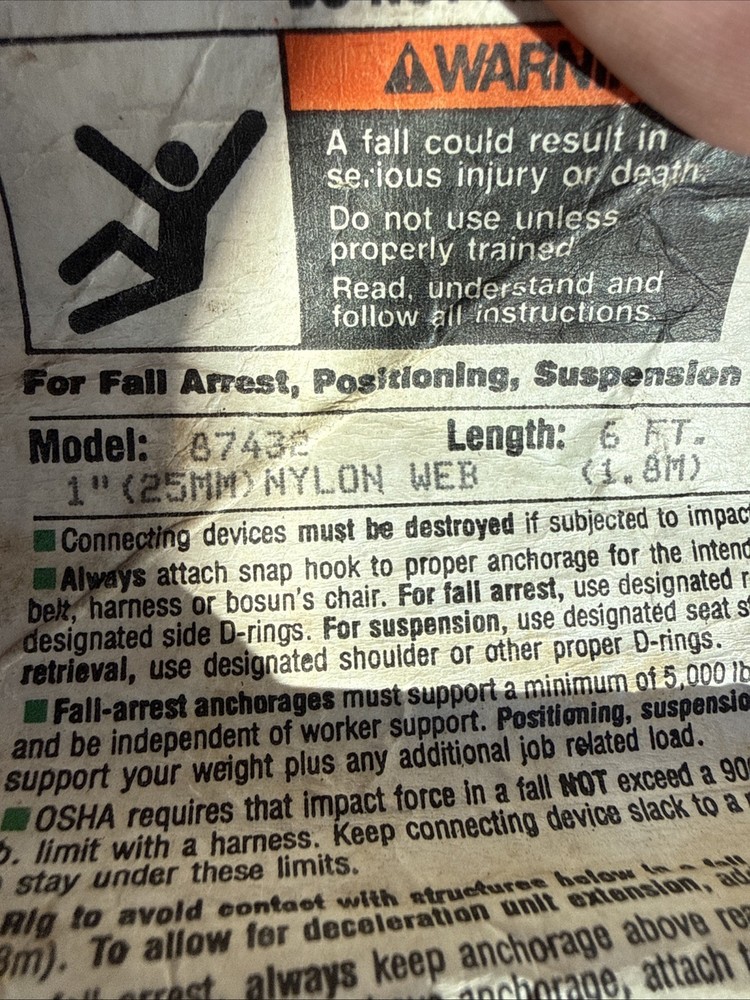 WARNI
A fall could result in
serious injury or death.
Do not use unless
properly trained
Read, understand and
follow all instructions
For Fall Arrest, Positioning, Suspension
Model: 87432 Length: 6 FT.
1" (25MM) NYLON WEB (1.8M)
Connecting devices must be destroyed if subjected to impact
Always attach snap hook to proper anchorage for the intend
belt, harness or bosun's chair. For fall arrest, use designated r
designated side D-rings. For suspension, use designated seat s
retrieval, use designated shoulder or other proper D-rings.
Fall-arrest anchorages must support a minimum of 5,000 lb
and be independent of worker support. Positioning, suspensio
support your weight plus any additional job related load.
OSHA requires that impact force in a fall NOT exceed a 90
b. limit with a harness. Keep connecting device slack to a
stay under these limits.
Rig to avoid contact with structures below in a fall
8m). To allow for deceleration unit extension, ad
fall arrest, always keep anchorage above
anchorage, attach